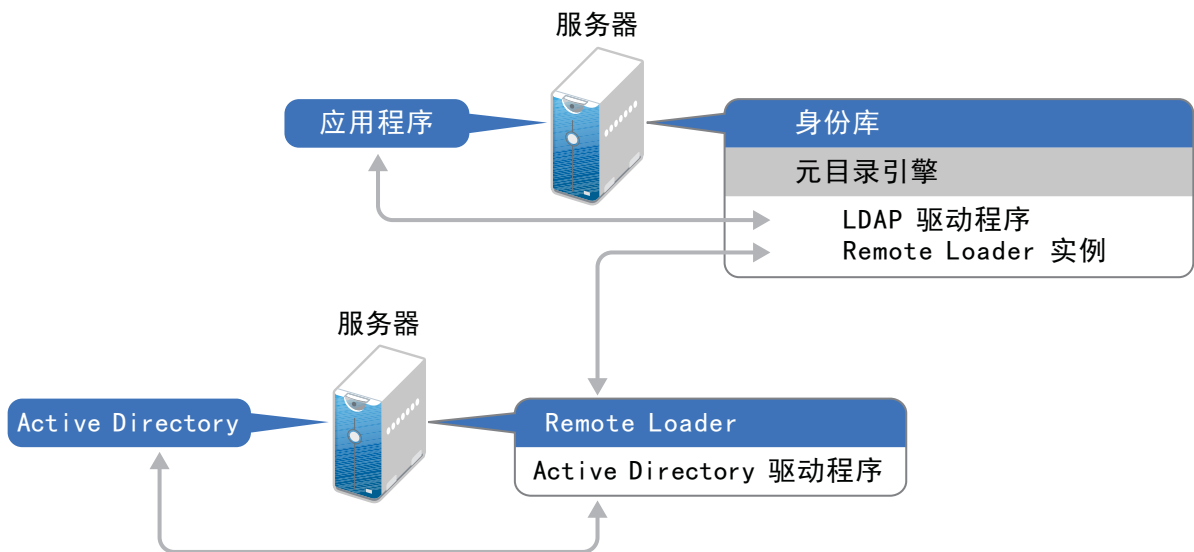 服务器
应用程序
身份库
元目录引擎
LDAP 驱动程序
Remote Loader 实例
服务器
Active Directory
Remote Loader
Active Directory 驱动程序